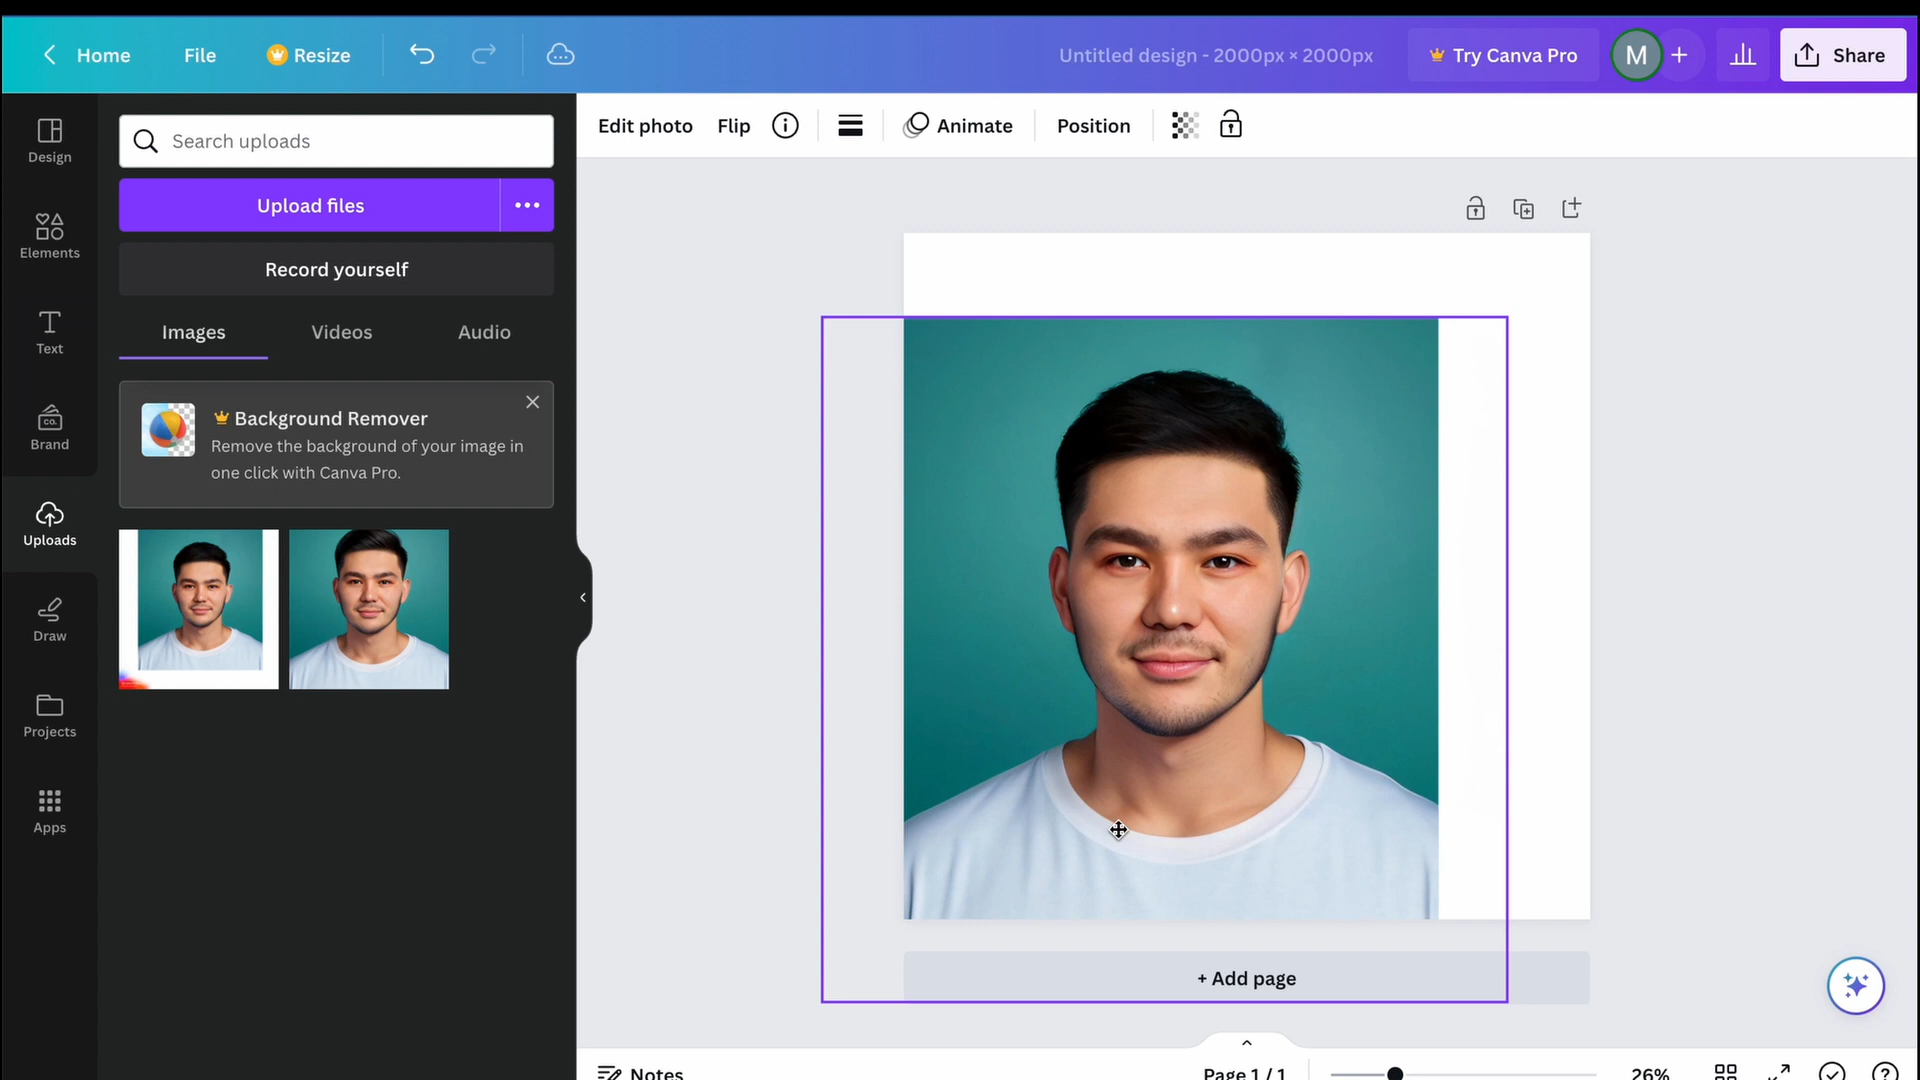 Home
File
Resize
Untitled design - 2000px × 2000px
Try Canva Pro
M
+
Share
Design
Elements
Text
CO.
Brand
Uploads
Draw
Projects
Apps
Search uploads
Upload files
Record yourself
Images
Videos
Audio
Background Remover
Remove the background of your image in
one click with Canva Pro.
Edit photo
Flip
Animate
Position
+ Add page
Notes
Page 1 / 1
26%